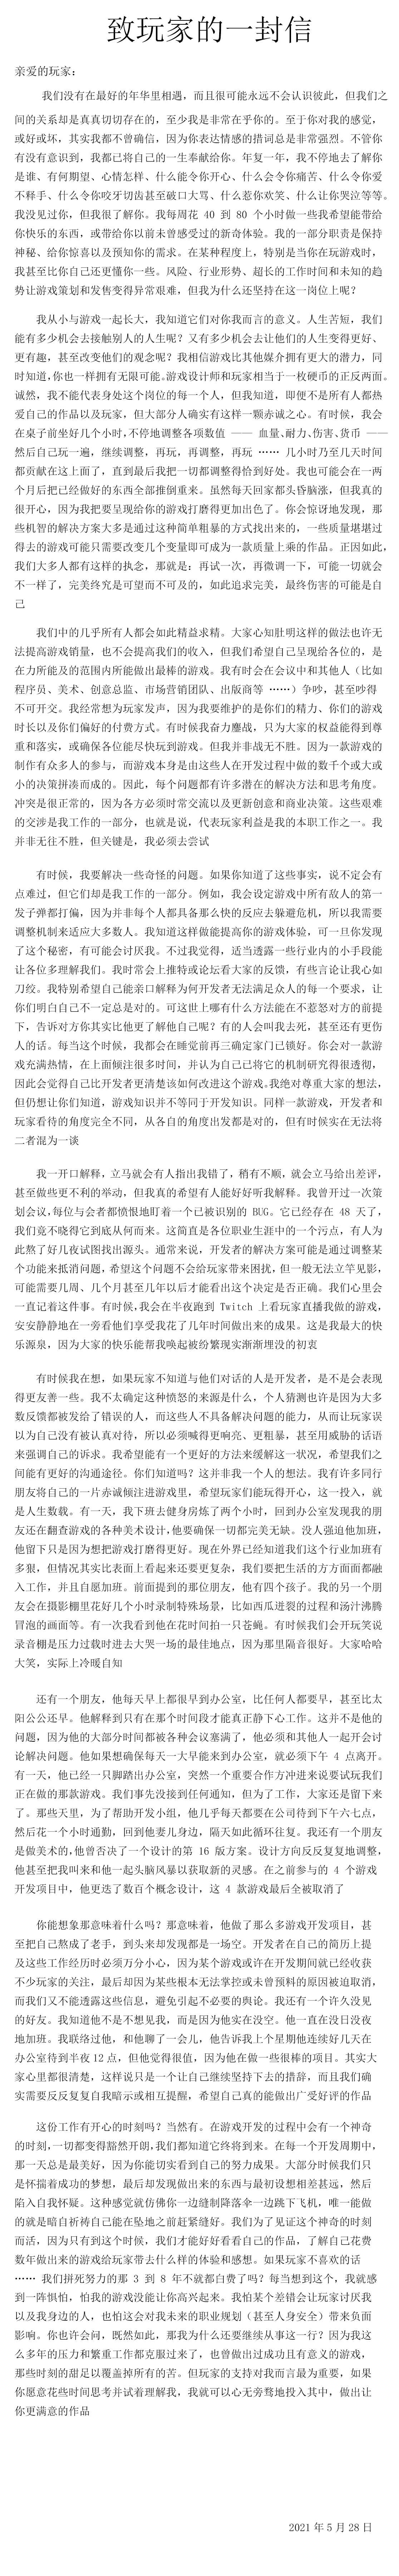 致玩家的一封信
亲爱的玩家：
我们没有在最好的年华里相遇，而且很可能永远不会认识彼此，但我们之
间的关系却是真真切切存在的，至少我是非常在乎你的。至于你对我的感觉，
或好或坏，其实我都不曾确信，因为你表达情感的措词总是非常强烈。不管你
有没有意识到，我都已将自己的一生奉献给你。年复一年，我不停地去了解你
是谁、有何期望、心情怎样、什么能令你开心、什么会令你痛苦、什么令你爱
不释手、什么令你咬牙切齿甚至破口大骂、什么惹你欢笑、什么让你哭泣等等。
我没见过你，但我很了解你。我每周花 40 到 80 个小时做一些我希望能带给
你快乐的东西，或带给你以前未曾感受过的新奇体验。我的一部分职责是保持
神秘、给你惊喜以及预知你的需求。在某种程度上，特别是当你在玩游戏时，
我甚至比你自己还更懂你一些。风险、行业形势、超长的工作时间和未知的趋
势让游戏策划和发售变得异常艰难，但我为什么还坚持在这一岗位上呢？
我从小与游戏一起长大，我知道它们对你我而言的意义。人生苦短，我们
能有多少机会去接触别人的人生呢？又有多少机会去让他们的人生变得更好、
更有趣，甚至改变他们的观念呢？我相信游戏比其他媒介拥有更大的潜力，同
时知道，你也一样拥有无限可能。游戏设计师和玩家相当于一枚硬币的正反两面。
诚然，我不能代表身处这个岗位的每一个人，但我知道，即便不是所有人都热
爱自己的作品以及玩家，但大部分人确实有这样一颗赤诚之心。有时候，我会
在桌子前坐好几个小时，不停地调整各项数值 —— 血量、耐力、伤害、货币 ——
然后自己玩一遍，继续调整，再玩，再调整，再玩 …… 几小时乃至几天时间
都贡献在这上面了，直到最后我把一切都调整得恰到好处。我也可能会在一两
个月后把已经做好的东西全部推倒重来。虽然每天回家都头昏脑涨，但我真的
很开心，因为我把要呈现给你的游戏打磨得更加出色了。你会惊讶地发现，那
些机智的解决方案大多是通过这种简单粗暴的方式找出来的，一些质量堪堪过
得去的游戏可能只需要改变几个变量即可成为一款质量上乘的作品。正因如此，
我们大多人都有这样的执念，那就是：再试一次，再微调一下，可能一切就会
不一样了，完美终究是可望而不可及的，如此追求完美，最终伤害的可能是自
己
我们中的几乎所有人都会如此精益求精。大家心知肚明这样的做法也许无
法提高游戏销量，也不会提高我们的收入，但我们希望自己呈现给各位的，是
在力所能及的范围内所能做出最棒的游戏。我有时会在会议中和其他人（比如
程序员、美术、创意总监、市场营销团队、出版商等 ……）争吵，甚至吵得
不可开交。我经常想为玩家发声，因为我要维护的是你们的精力、你们的游戏
时长以及你们偏好的付费方式。有时候我奋力鏖战，只为大家的权益能得到尊
重和落实，或确保各位能尽快玩到游戏。但我并非战无不胜。因为一款游戏的
制作有众多人的参与，而游戏本身是由这些人在开发过程中做的数千个或大或
小的决策拼凑而成的。因此，每个问题都有许多潜在的解决方法和思考角度。
冲突是很正常的，因为各方必须时常交流以及更新创意和商业决策。这些艰难
的交涉是我工作的一部分，也就是说，代表玩家利益是我的本职工作之一。我
并非无往不胜，但关键是，我必须去尝试
有时候，我要解决一些奇怪的问题。如果你知道了这些事实，说不定会有
点难过，但它们却是我工作的一部分。例如，我会设定游戏中所有敌人的第一
发子弹都打偏，因为并非每个人都具备那么快的反应去躲避危机，所以我需要
调整机制来适应大多数人。我知道这样做能提高你的游戏体验，可一旦你发现
了这个秘密，有可能会讨厌我。不过我觉得，适当透露一些行业内的小手段能
让各位多理解我们。我时常会上推特或论坛看大家的反馈，有些言论让我心如
刀绞。我特别希望自己能亲口解释为何开发者无法满足众人的每一个要求，让
你们明白自己不一定总是对的。可这世上哪有什么方法能在不惹怒对方的前提
下，告诉对方你其实比他更了解他自己呢？有的人会叫我去死，甚至还有更伤
人的话。每当这个时候，我都会在睡觉前再三确定家门已锁好。你会对一款游
戏充满热情，在上面倾注很多时间，并认为自己已将它的机制研究得很透彻，
因此会觉得自己比开发者更清楚该如何改进这个游戏。我绝对尊重大家的想法，
但仍想让你们知道，游戏知识并不等同于开发知识。同样一款游戏，开发者和
玩家看待的角度完全不同，从各自的角度出发都是对的，但有时候实在无法将
二者混为一谈
我一开口解释，立马就会有人指出我错了，稍有不顺，就会立马给出差评，
甚至做些更不利的举动，但我真的希望有人能好好听我解释。我曾开过一次策
划会议，每位与会者都愤恨地盯着一个已被识别的 BUG。它已经存在 48 天了，
我们竟不晓得它到底从何而来。这简直是各位职业生涯中的一个污点，有人为
此熬了好几夜试图找出源头。通常来说，开发者的解决方案可能是通过调整某
个功能来抵消问题，希望这个问题不会给玩家带来困扰，但一般无法立竿见影，
可能需要几周、几个月甚至几年以后才能看出这个决定是否正确。我们心里会
一直记着这件事。有时候，我会在半夜跑到 Twitch 上看玩家直播我做的游戏，
安安静静地在一旁看他们享受我花了几年时间做出来的成果。这是我最大的快
乐源泉，因为大家的快乐能帮我唤起被纷繁现实渐渐埋没的初衷
有时候我在想，如果玩家不知道与他们对话的人是开发者，是不是会表现
得更友善一些。我不太确定这种愤怒的来源是什么，个人猜测也许是因为大多
数反馈都被发给了错误的人，而这些人不具备解决问题的能力，从而让玩家误
以为自己没有被认真对待，所以必须喊得更响亮、更粗暴，甚至用威胁的话语
来强调自己的诉求。我希望能有一个更好的方法来缓解这一状况，希望我们之
间能有更好的沟通途径。你们知道吗？这并非我一个人的想法。我有许多同行
朋友将自己的一片赤诚倾注进游戏里，希望玩家们能玩得开心，这一投入，就
是人生数载。有一天，我下班去健身房炼了两个小时，回到办公室发现我的朋
友还在翻查游戏的各种美术设计，他要确保一切都完美无缺。没人强迫他加班，
他留下只是因为想把游戏打磨得更好。现在外界已经知道我们这个行业加班有
多狠，但情况其实比表面上看起来还要更复杂，我们要把生活的方方面面都融
入工作，并且自愿加班。前面提到的那位朋友，他有四个孩子。我的另一个朋
友会在摄影棚里花好几个小时录制特殊场景，比如西瓜迸裂的过程和汤汁沸腾
冒泡的画面等。有一次我看到他在花时间拍一只苍蝇。有时候我们会开玩笑说
录音棚是压力过载时进去大哭一场的最佳地点，因为那里隔音很好。大家哈哈
大笑，实际上冷暖自知
还有一个朋友，他每天早上都很早到办公室，比任何人都要早，甚至比太
阳公公还早。他解释到只有在那个时间段才能真正静下心工作。这并不是他的
问题，因为他的大部分时间都被各种会议塞满了，他必须和其他人一起开会讨
论解决问题。他如果想确保每天一大早能来到办公室，就必须下午 4 点离开。
有一天，他已经一只脚踏出办公室，突然一个重要合作方冲进来说要试玩我们
正在做的那款游戏。我们事先没接到任何通知，但为了工作，大家还是留下来
了。那些天里，为了帮助开发小组，他几乎每天都要在公司待到下午六七点，
然后花一个小时通勤，回到他妻儿身边，隔天如此循环往复。我还有一个朋友
是做美术的，他曾否决了一个设计的第 16 版方案。设计方向反反复复地调整，
他甚至把我叫来和他一起头脑风暴以获取新的灵感。在之前参与的 4 个游戏
开发项目中，他更迭了数百个概念设计，这 4 款游戏最后全被取消了
你能想象那意味着什么吗？那意味着，他做了那么多游戏开发项目，甚
至把自己熬成了老手，到头来却发现都是一场空。开发者在自己的简历上提
及这些工作经历时必须万分小心，因为某个游戏或许在开发期间就已经收获
不少玩家的关注，最后却因为某些根本无法掌控或未曾预料的原因被迫取消，
而我们又不能透露这些信息，避免引起不必要的舆论。我还有一个许久没见
的好友。我知道他不是不想见我，而是因为他实在没空。他一直在没日没夜
地加班。我联络过他，和他聊了一会儿，他告诉我上个星期他连续好几天在
办公室待到半夜 12 点，但他觉得很值，因为他在做一些很棒的项目。其实大
家心里都很清楚，这样说只是一个让自己继续坚持下去的措辞，而且我们确
实需要反反复复自我暗示或相互提醒，希望自己真的能做出广受好评的作品
这份工作有开心的时刻吗？当然有。在游戏开发的过程中会有一个神奇
的时刻，一切都变得豁然开朗，我们都知道它终将到来。在每一个开发周期中，
那一天总是最美好，因为你能切实看到自己的努力成果。大部分时候我们只
是怀揣着成功的梦想，最后却发现做出来的东西与最初设想相差甚远，然后
陷入自我怀疑。这种感觉就仿佛你一边缝制降落伞一边跳下飞机，唯一能做
的就是暗自祈祷自己能在坠地之前赶紧缝好。我们为了见证这个神奇的时刻
而活，因为只有到这个时候，我们才能好好看看自己的作品，了解自己花费
数年做出来的游戏给玩家带去什么样的体验和感想。如果玩家不喜欢的话
…… 我们拼死努力的那 3 到 8 年不就都白费了吗？每当想到这个，我就感
到一阵惧怕，怕我的游戏没能让你高兴起来。我怕某个差错会让玩家讨厌我
以及我身边的人，也怕这会对我未来的职业规划（甚至人身安全）带来负面
影响。你也许会问，既然如此，那我为什么还要继续从事这一行？因为我这
么多年的压力和繁重工作都克服过来了，也曾做出过成功且有意义的游戏，
那些时刻的甜足以覆盖掉所有的苦。但玩家的支持对我而言最为重要，如果
你愿意花些时间思考并试着理解我，我就可以心无旁骛地投入其中，做出让
你更满意的作品
2021 年 5 月 28 日